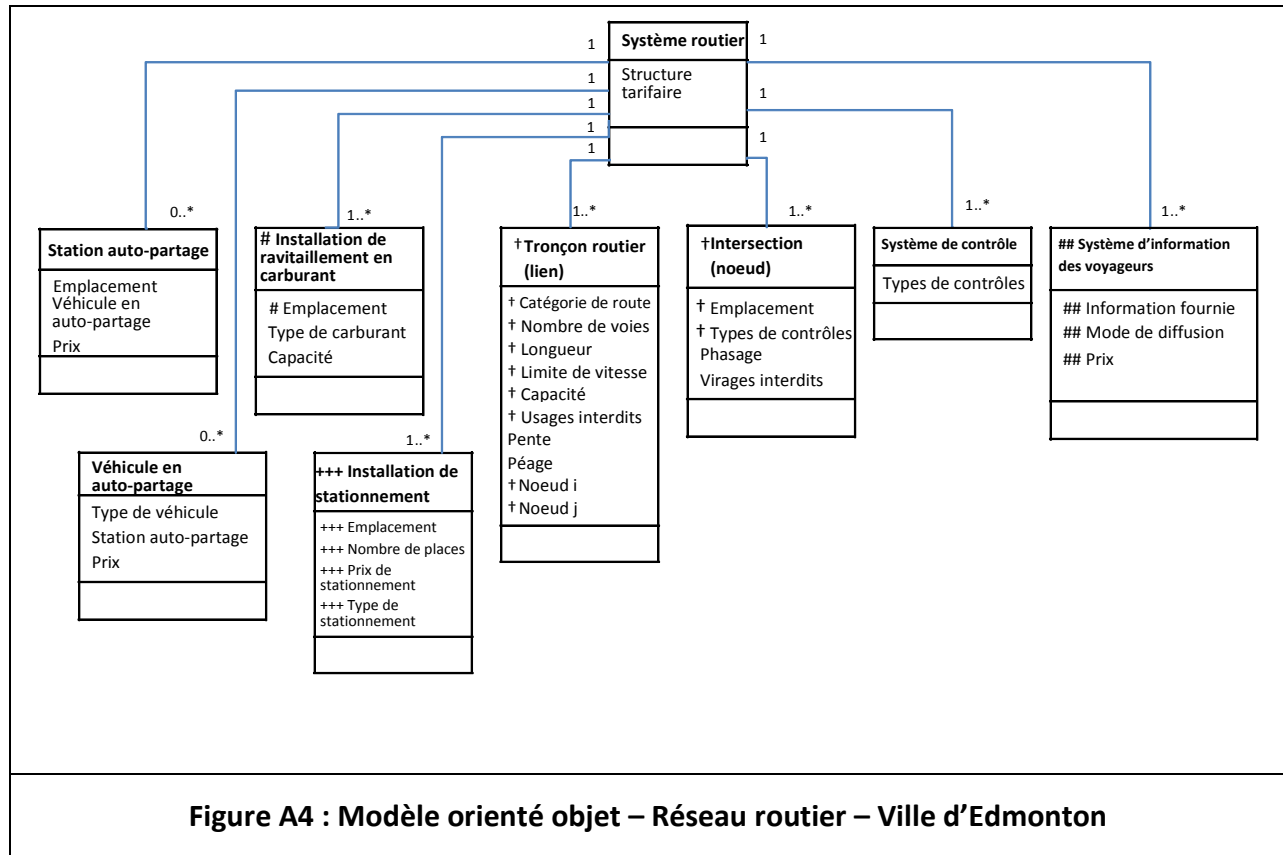 Système routier
Structure
tarifaire
1
1
1
1
1
1
1
1
0..*
1..*
1..*
1..*
1..*
1..*
Station auto-partage
Emplacement
Véhicule en
auto-partage
Prix
# Installation de
ravitaillement en
carburant
# Emplacement
Type de carburant
Capacité
†Tronçon routier
(lien)
† Catégorie de route
† Nombre de voies
† Longueur
† Limite de vitesse
† Capacité
† Usages interdits
Pente
Péage
†Noeud i
†Noeud j
†Intersection
(noeud)
† Emplacement
† Types de contrôles
Phasage
Virages interdits
Système de contrôle
Types de contrôles
## Système d’information
des voyageurs
## Information fournie
## Mode de diffusion
## Prix
0..*
1..*
Véhicule en
auto-partage
Type de véhicule
Station auto-partage
Prix
+++ Installation de
stationnement
+++ Emplacement
+++ Nombre de places
+++ Prix de
stationnement
+++ Type de
stationnement
Figure A4 : Modèle orienté objet – Réseau routier – Ville d’Edmonton